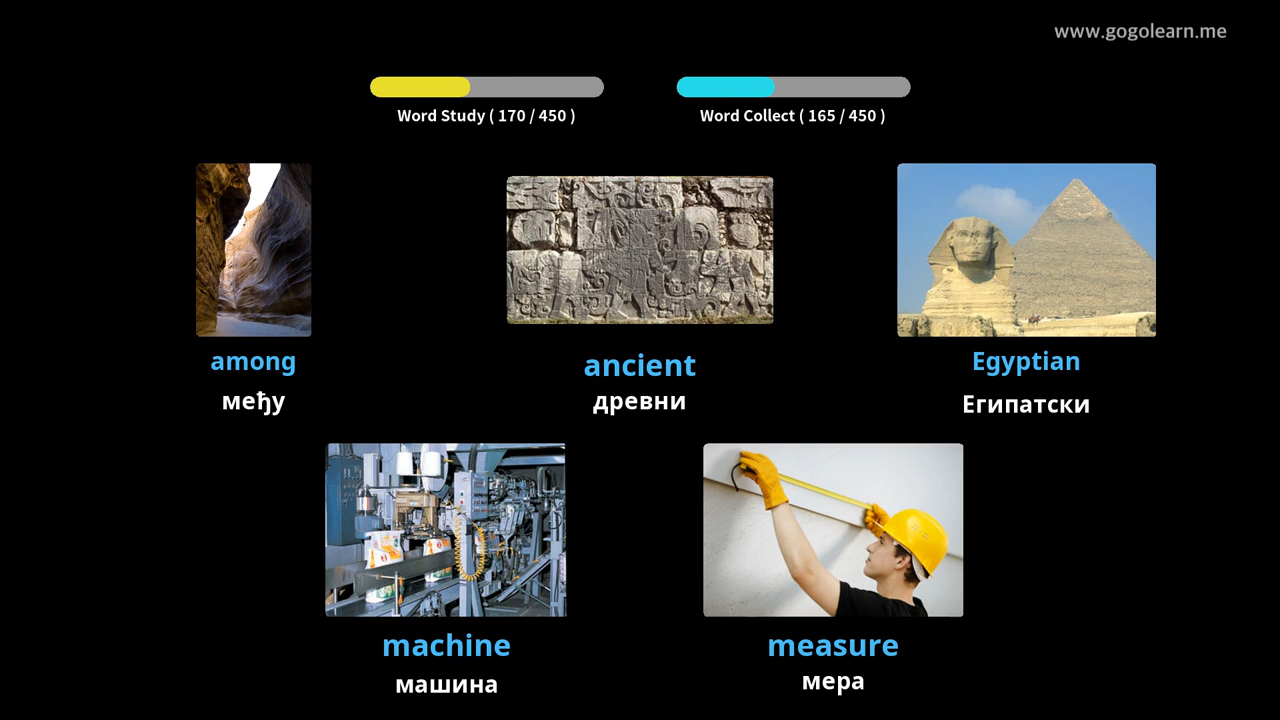 www.gogolearn.me
Word Study ( 170 / 450 )
Word Collect ( 165 / 450 )
among
ancient
Egyptian
међу
древни
Египатски
machine
measure
машина
мера